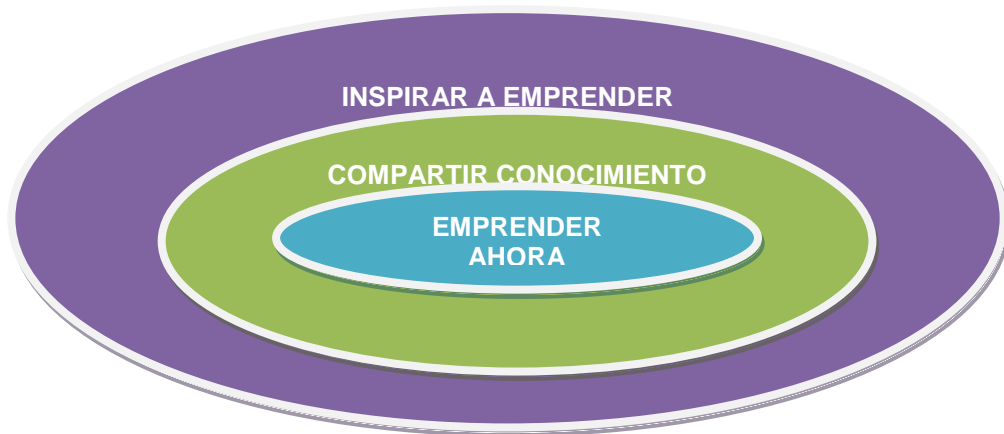 INSPIRAR A EMPRENDER
COMPARTIR CONOCIMIENTO
EMPRENDER
AHORA